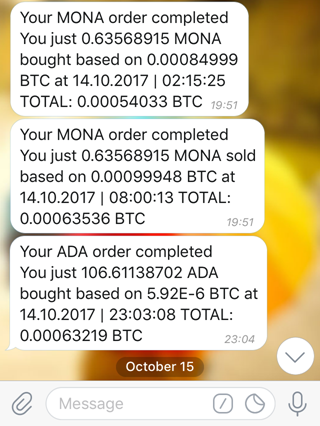 Your MONA order completed
You just 0.63568915 MONA
bought based on 0.00084999
BTC at 14.10.2017 | 02:15:25
TOTAL: 0.00054033 BTC 19:51
Your MONA order completed
You just 0.63568915 MONA sold
based on 0.00099948 BTC at
14.10.2017 | 08:00:13 TOTAL:
0.00063536 BTC
19:51
Your ADA order completed
You just 106.61138702 ADA
bought based on 5.92E-6 BTC at
14.10.2017 | 23:03:08 TOTAL:
0.00063219 BTC
23:04
October 15
Message